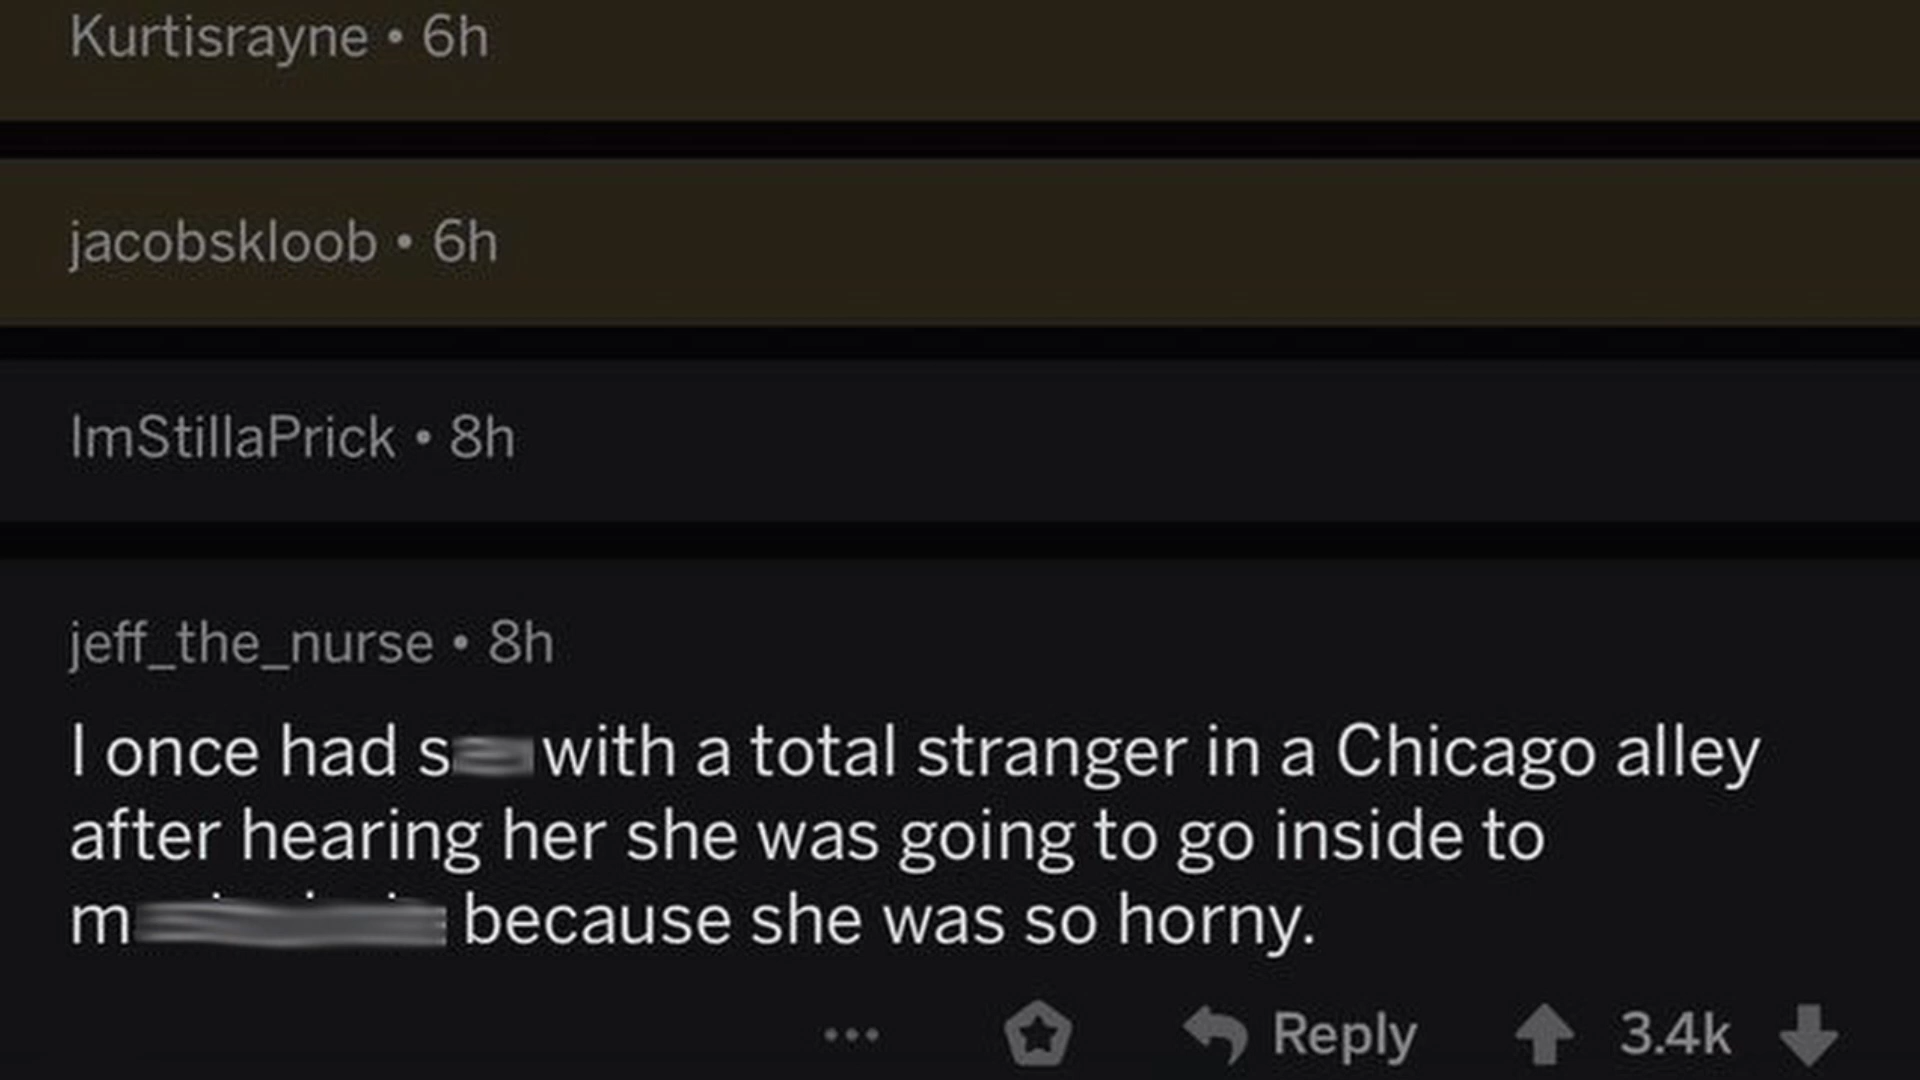 Kurtisrayne • 6h
jacobskloob • 6h
ImStillaPrick • 8h
jeff_the_nurse • 8h
I once had s with a total stranger in a Chicago alley
after hearing her she was going to go inside to
m because she was so horny.
Reply 3.4k